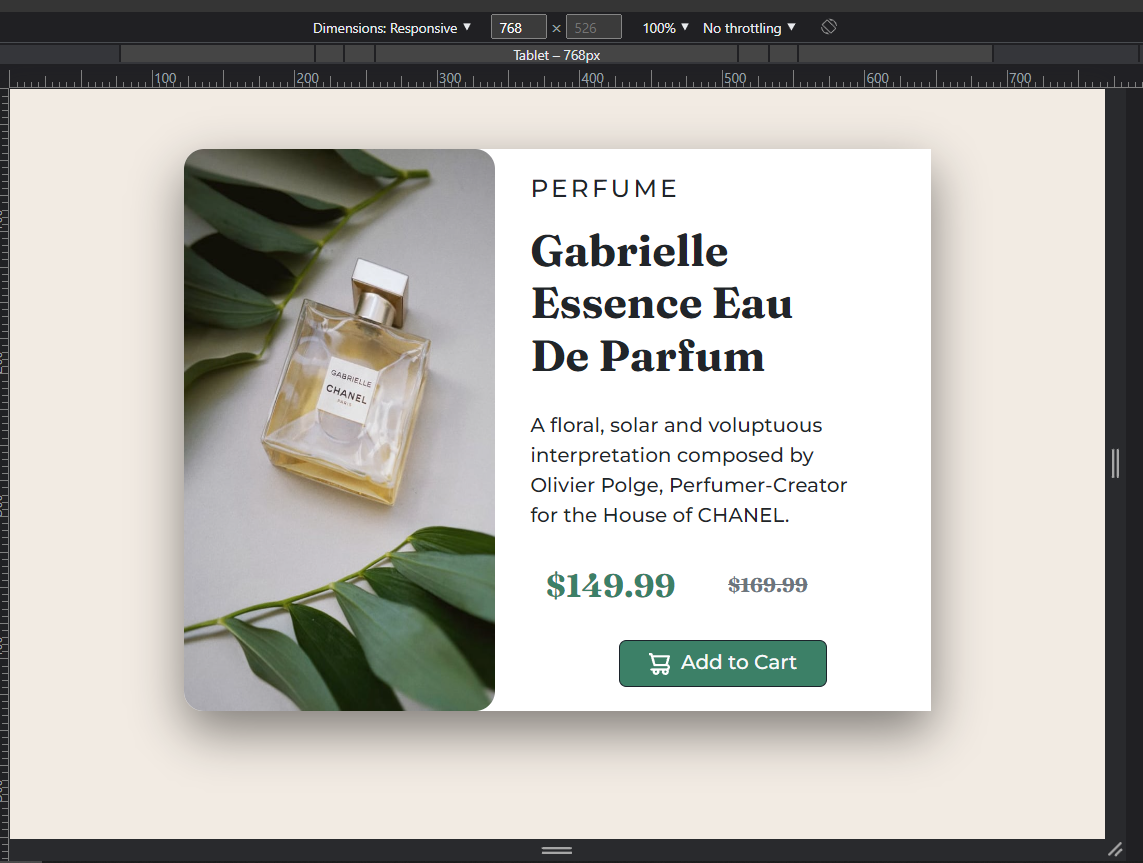 Dimensions: Responsive ▼ 768 × 526 100% ▼ No throttling ▼
Tablet – 768px
100 200 300 400 500 600 700
PERFUME
Gabrielle
Essence Eau
De Parfum
GABRIELLE
CHANEL
PARIS
A floral, solar and voluptuous
interpretation composed by
Olivier Polge, Perfumer-Creator
for the House of CHANEL.
$149.99 $169.99
Add to Cart